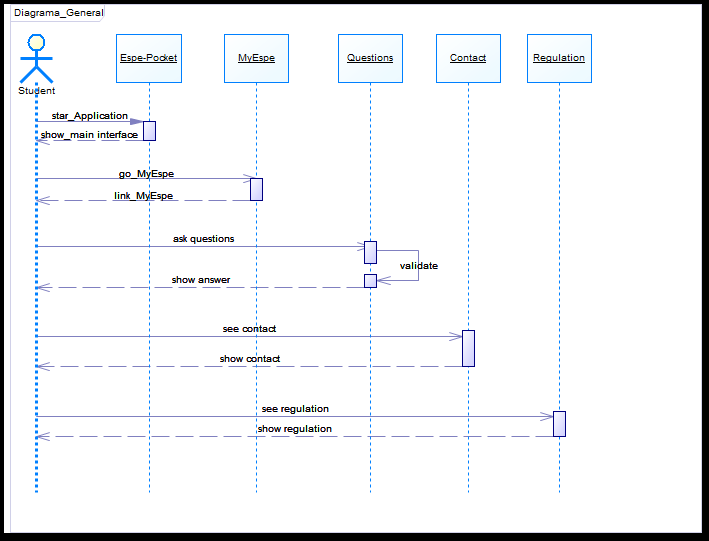 Diagrama_General
Espe-Pocket
MyEspe
Questions
Contact
Regulation
Student
star_Application
show_main interface
go_MyEspe
link_MyEspe
ask questions
validate
show answer
see contact
show contact
see regulation
show regulation